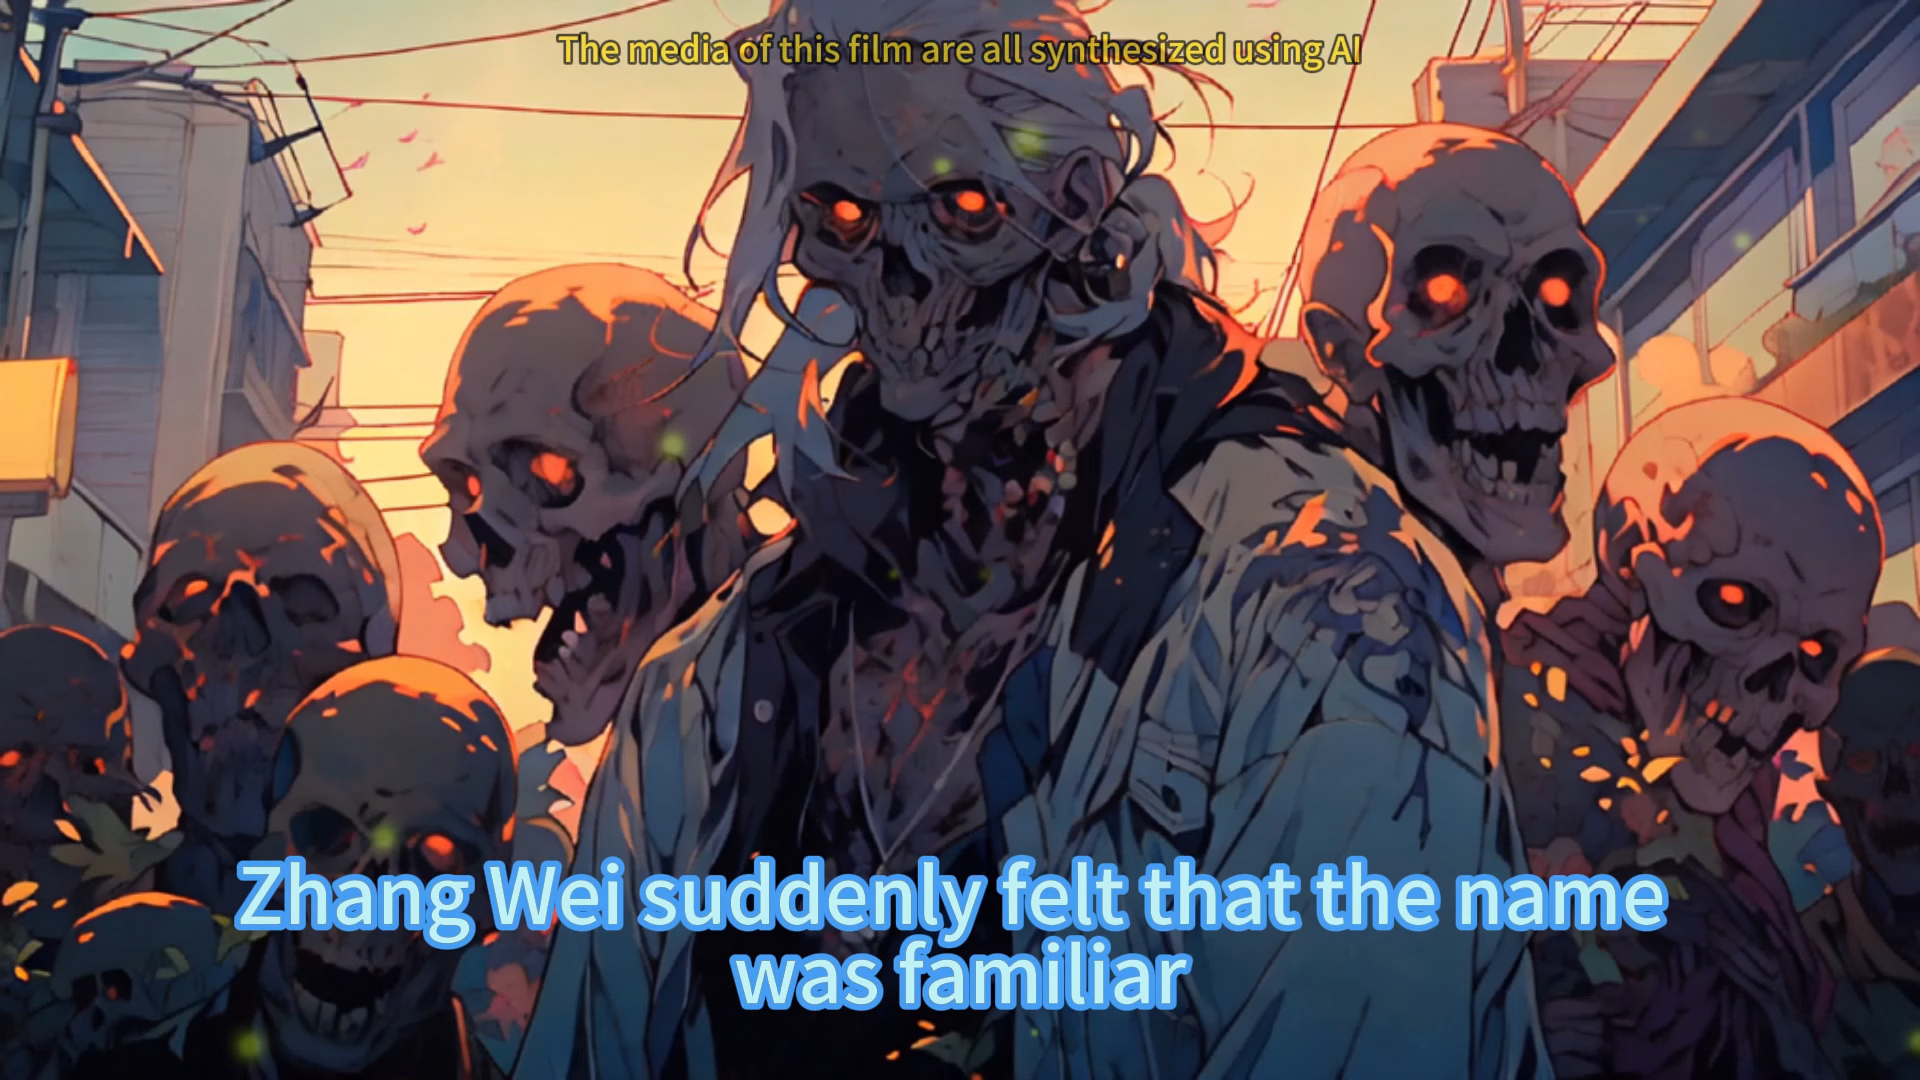 The media of this film are all synthesized using AI
Zhang Wei suddenly felt that the name
was familiar